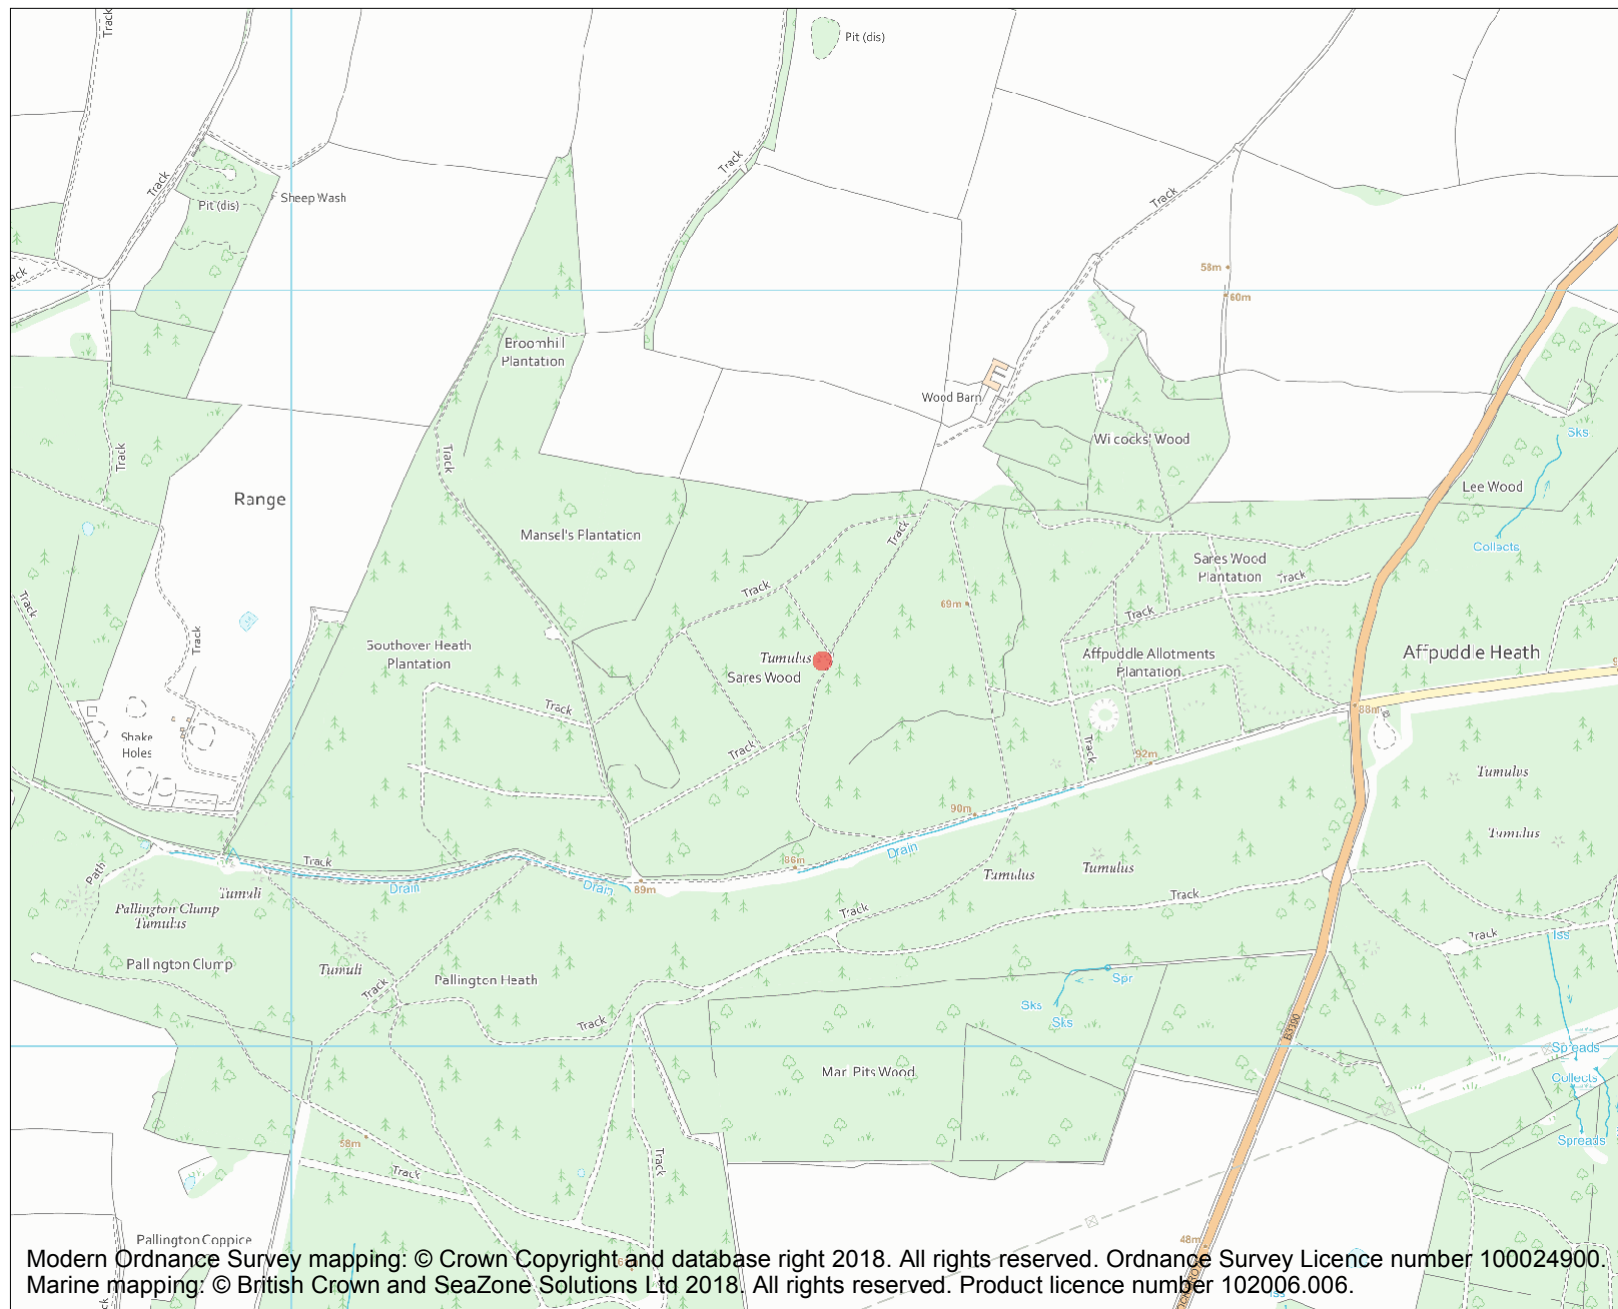 Track
Pit (dis)
Track
Track
Pit (dis)
Sheep Wash
Track
58m
60m
Broomhill
Plantation
Wood Barn
Wilcocks' Wood
Sks
Track
Track
Lee Wood
Range
Mansel's Plantation
Track
Collects
Sares Wood
Plantation
Track
Track
Track
69m
Track
Track
Southover Heath
Plantation
Tumulus
Sares Wood
Affpuddle Allotments
Plantation
Affpuddle Heath
Track
88m
Shake
Holes
Track
Track
92m
Tumulus
90m
Tumulus
Drain
Track
86m
Path
Tumuli
Drain
Drain
89m
Tumulus
Tumulus
Track
Pallington Clump
Tumulus
Track
Track
Iss
Pallington Clump
Tumuli
Pallington Heath
Track
Spr
Sks
Sks
Track
B3390
Spreads
Marl Pits Wood
Collects
58m
Track
Track
Spreads
Pallington Coppice
48m
Modern Ordnance Survey mapping: © Crown Copyright and database right 2018. All rights reserved. Ordnance Survey Licence number 100024900.
Marine mapping: © British Crown and SeaZone Solutions Ltd 2018. All rights reserved. Product licence number 102006.006.